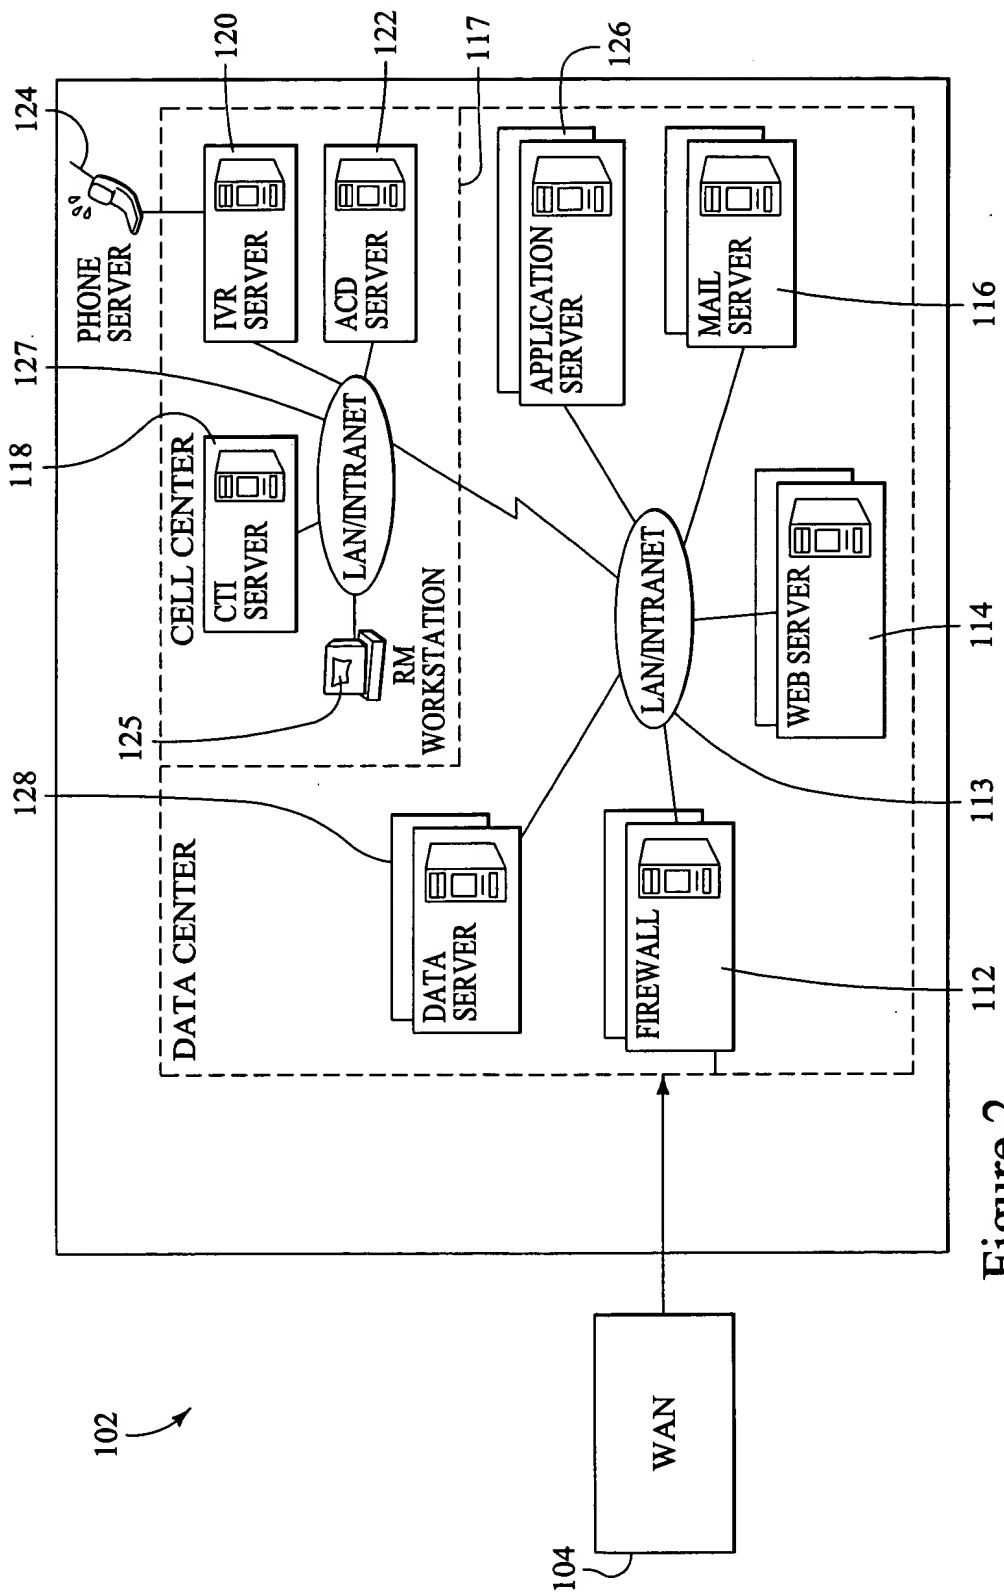 124
120
122
117
126
PHONE
SERVER
127
118
CELL CENTER
IVR
SERVER
ACD
SERVER
CTI
SERVER
LAN/INTRANET
RM
WORKSTATION
125
128
DATA CENTER
APPLICATION
SERVER
MAIL
SERVER
116
LAN/INTRANET
WEB SERVER
114
113
DATA
SERVER
FIREWALL
112
102
WAN
104
Figure 2